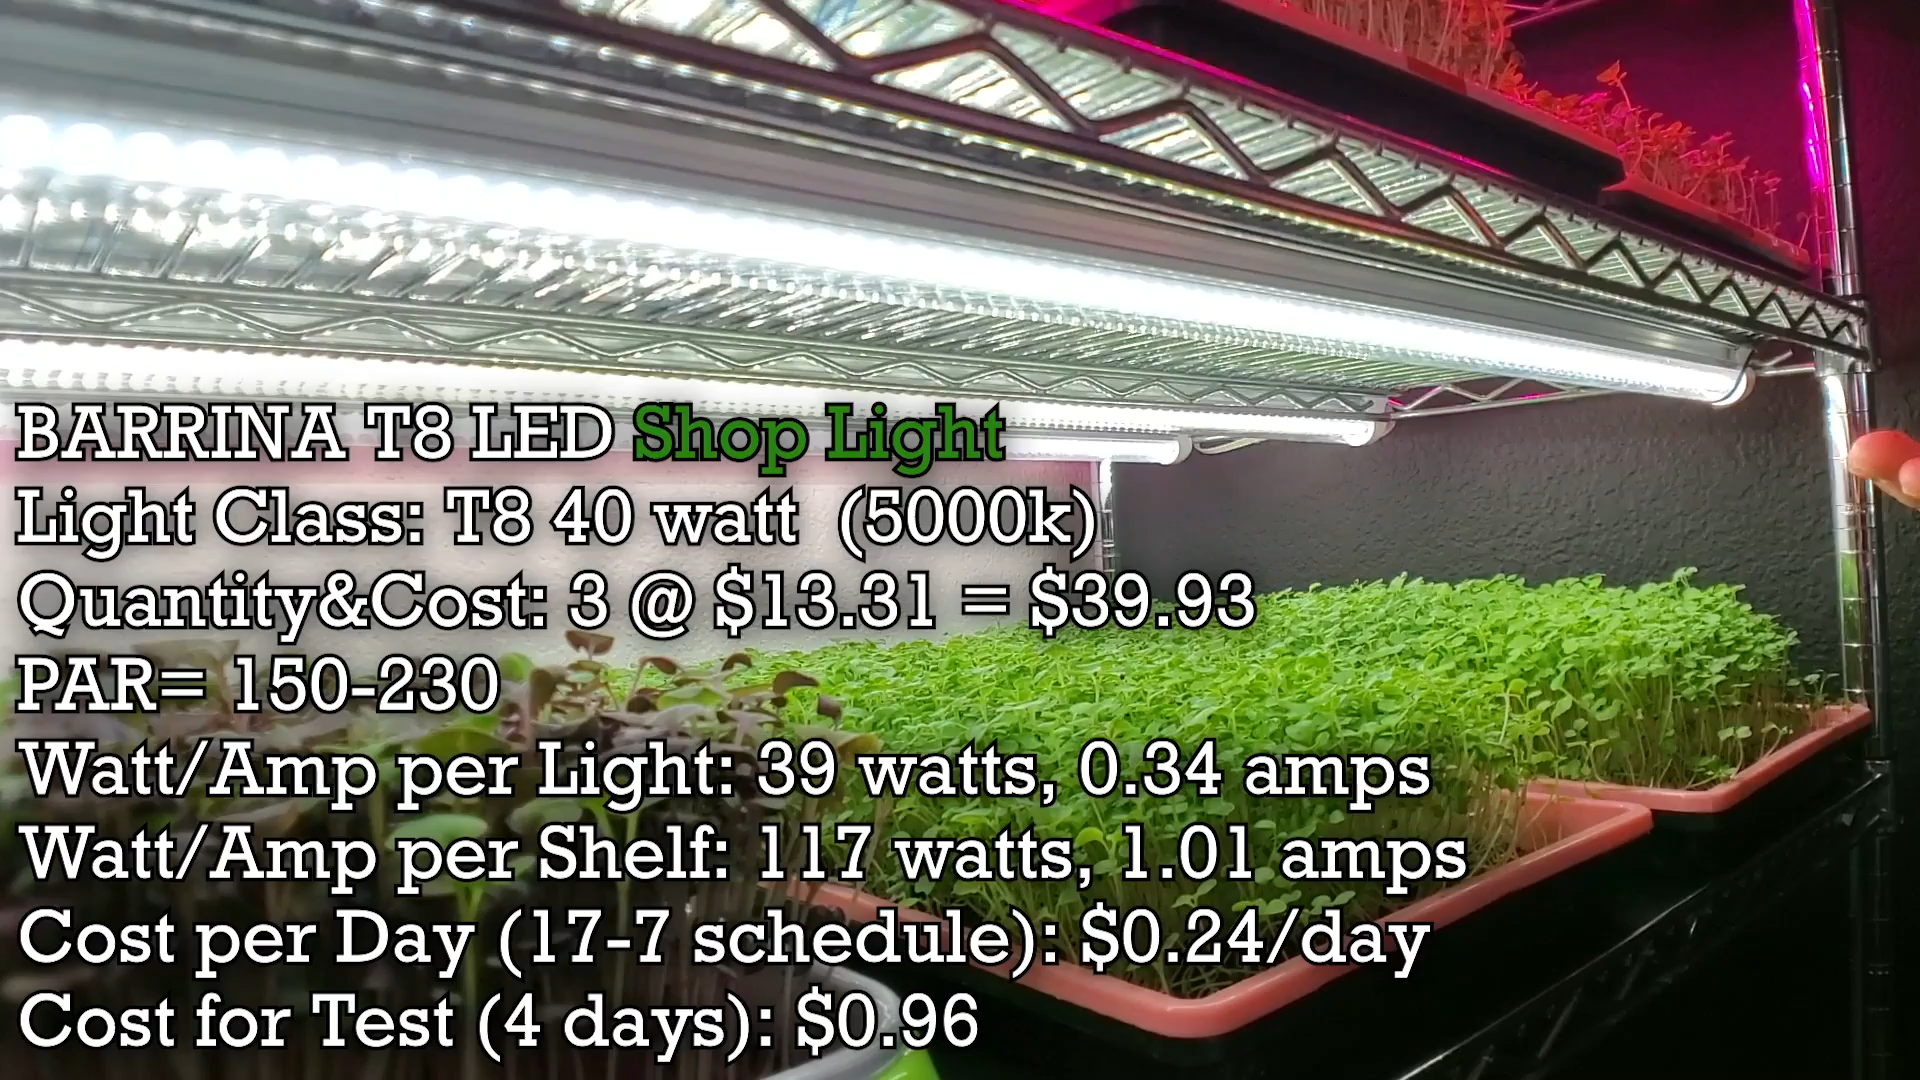 BARRINA T8 LED Shop Light
Light Class: T8 40 watt (5000k)
Quantity&Cost: 3 @ $13.31 = $39.93
PAR= 150-230
Watt/Amp per Light: 39 watts, 0.34 amps
Watt/Amp per Shelf: 117 watts, 1.01 amps
Cost per Day (17-7 schedule): $0.24/day
Cost for Test (4 days): $0.96